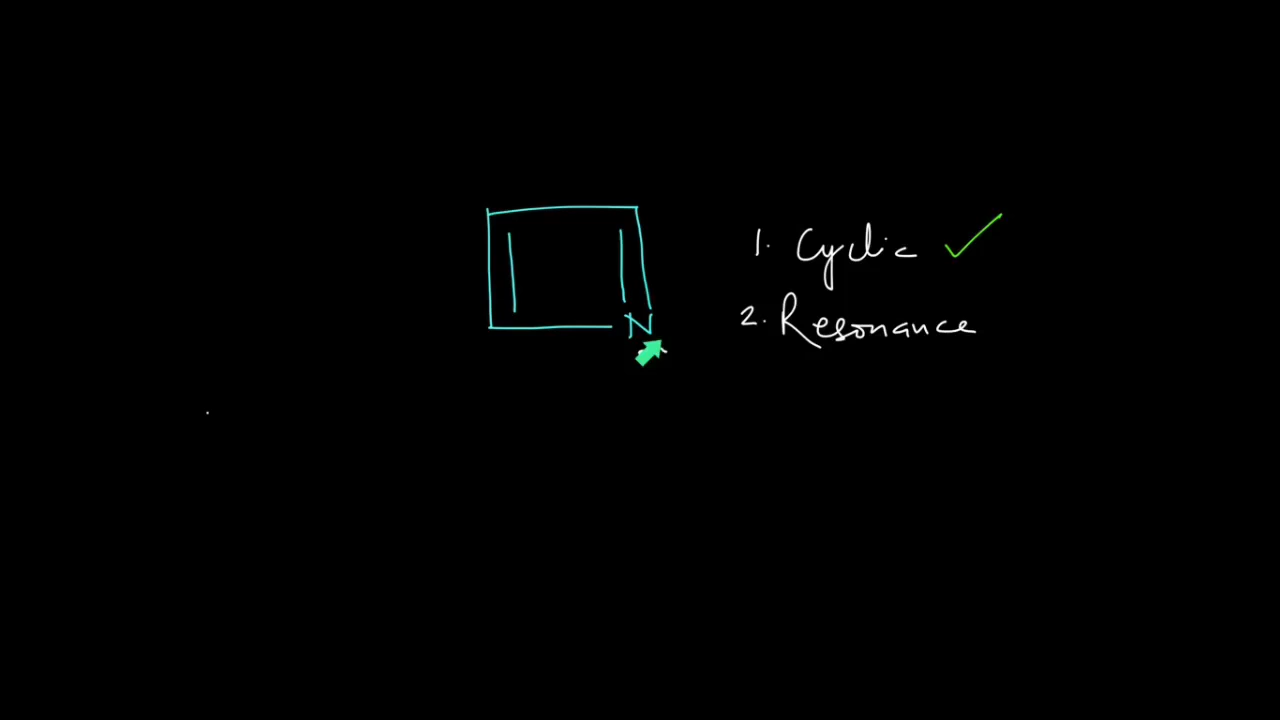 1. Cyclic ✓
2. Resonance
N